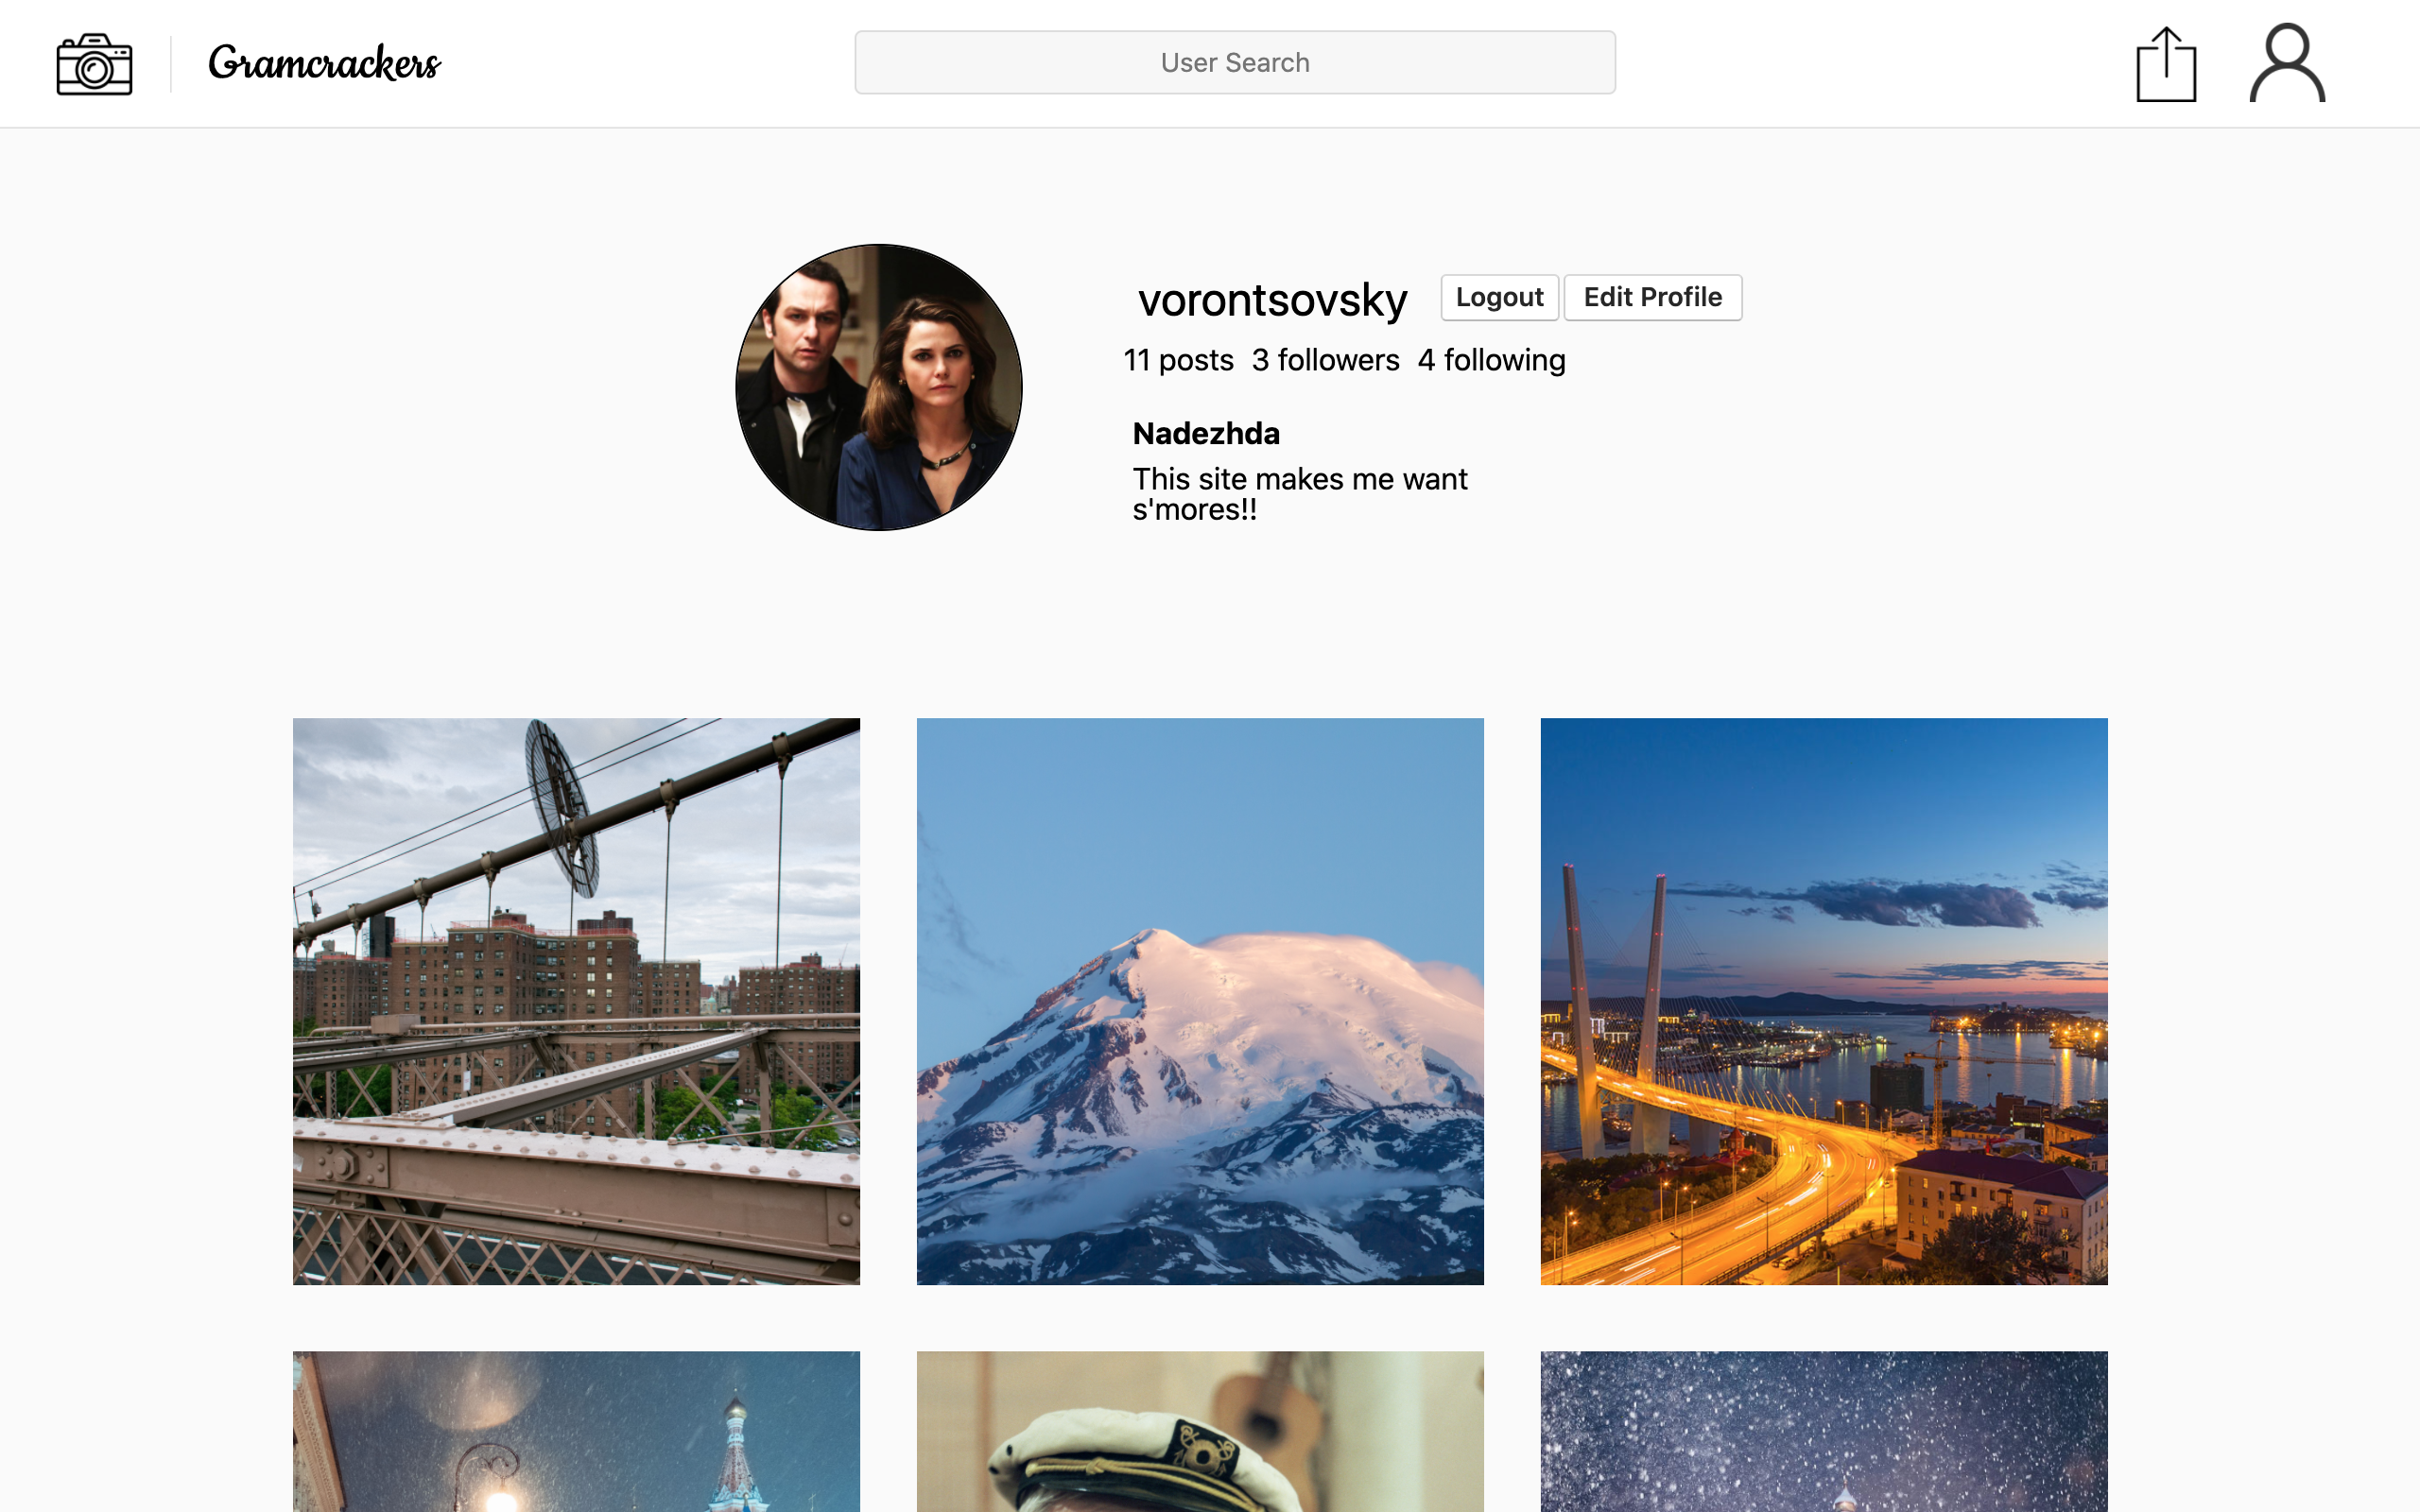 Gramcrackers
User Search
vorontsovsky
Logout
Edit Profile
11 posts 3 followers 4 following
Nadezhda
This site makes me want
s'mores!!